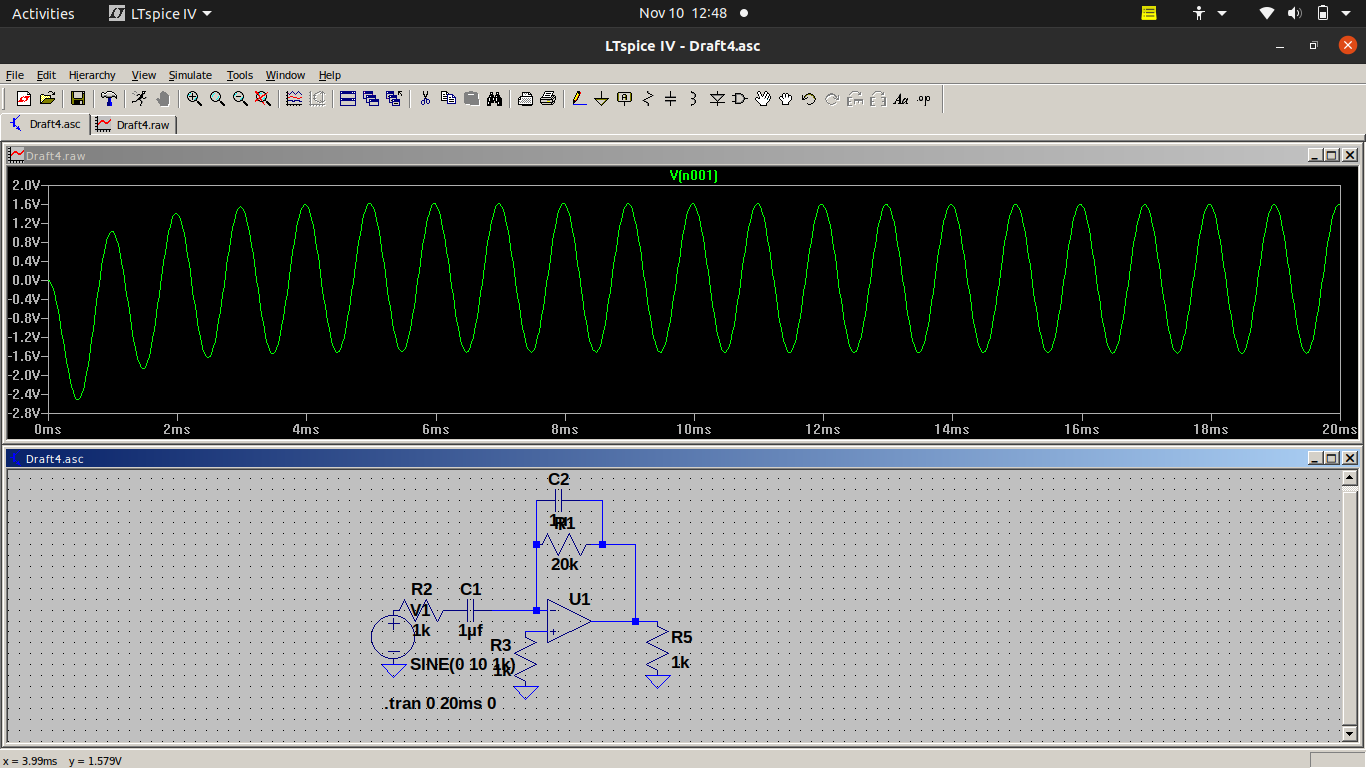 Activities LTspice IV Nov 10 12:48
LTspice IV - Draft4.asc
File Edit Hierarchy View Simulate Tools Window Help
Aa .op
Draft4.asc Draft4.raw
Draft4.raw
V(n001)
2.0V
1.6V
1.2V
0.8V
0.4V
0.0V
-0.4V
-0.8V
-1.2V
-1.6V
-2.0V
-2.4V
-2.8V
0ms 2ms 4ms 6ms 8ms 10ms 12ms 14ms 16ms 18ms 20ms
Draft4.asc
C2
R1
20k
R2 C1 U1
V1
1k 1µf
R3 R5
SINE(0 10 1k) 1k 1k
.tran 0 20ms 0
x = 3.99ms y = 1.579V